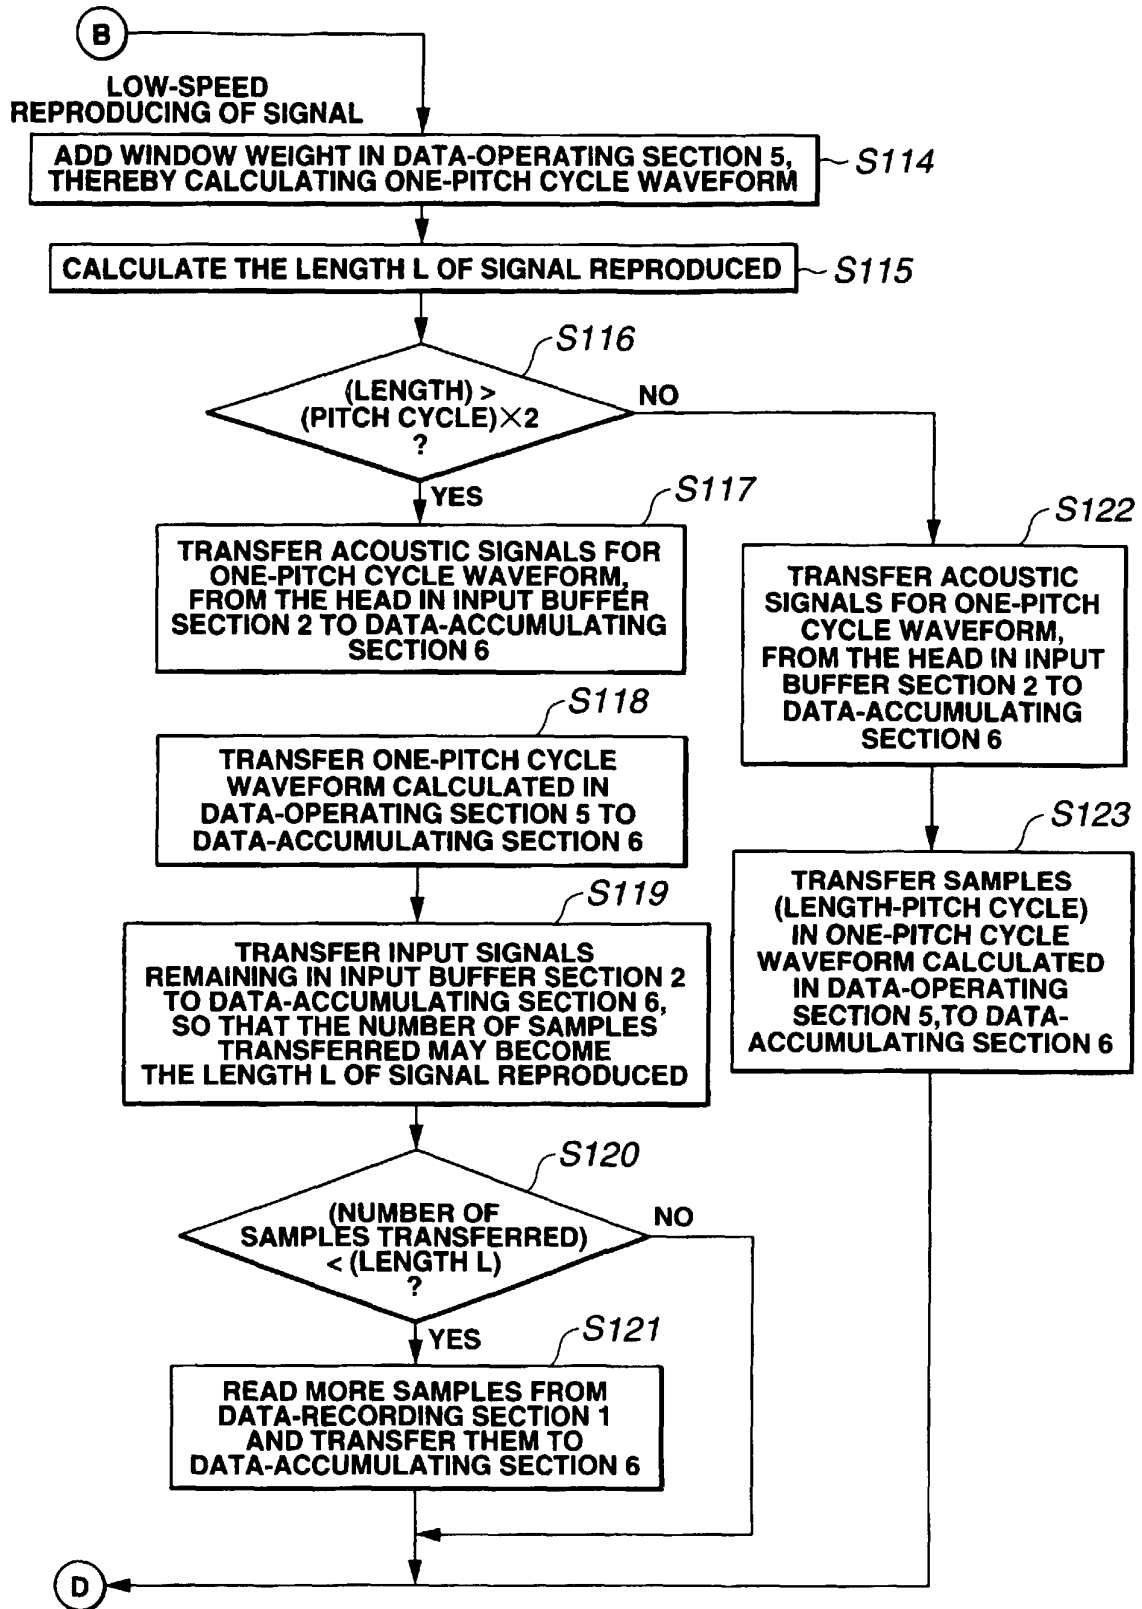 B
LOW-SPEED
REPRODUCING OF SIGNAL
ADD WINDOW WEIGHT IN DATA-OPERATING SECTION 5,
THEREBY CALCULATING ONE-PITCH CYCLE WAVEFORM
S114
CALCULATE THE LENGTH L OF SIGNAL REPRODUCED
S115
S116
(LENGTH) >
(PITCH CYCLE)×2
?
NO
YES
S117
TRANSFER ACOUSTIC SIGNALS FOR
ONE-PITCH CYCLE WAVEFORM,
FROM THE HEAD IN INPUT BUFFER
SECTION 2 TO DATA-ACCUMULATING
SECTION 6
S122
TRANSFER ACOUSTIC
SIGNALS FOR ONE-PITCH
CYCLE WAVEFORM,
FROM THE HEAD IN INPUT
BUFFER SECTION 2 TO
DATA-ACCUMULATING
SECTION 6
S118
TRANSFER ONE-PITCH CYCLE
WAVEFORM CALCULATED IN
DATA-OPERATING SECTION 5 TO
DATA-ACCUMULATING SECTION 6
S123
TRANSFER SAMPLES
(LENGTH-PITCH CYCLE)
IN ONE-PITCH CYCLE
WAVEFORM CALCULATED
IN DATA-OPERATING
SECTION 5,TO DATA-
ACCUMULATING SECTION 6
S119
TRANSFER INPUT SIGNALS
REMAINING IN INPUT BUFFER SECTION 2
TO DATA-ACCUMULATING SECTION 6,
SO THAT THE NUMBER OF SAMPLES
TRANSFERRED MAY BECOME
THE LENGTH L OF SIGNAL REPRODUCED
S120
(NUMBER OF
SAMPLES TRANSFERRED)
< (LENGTH L)
?
NO
YES
S121
READ MORE SAMPLES FROM
DATA-RECORDING SECTION 1
AND TRANSFER THEM TO
DATA-ACCUMULATING SECTION 6
D